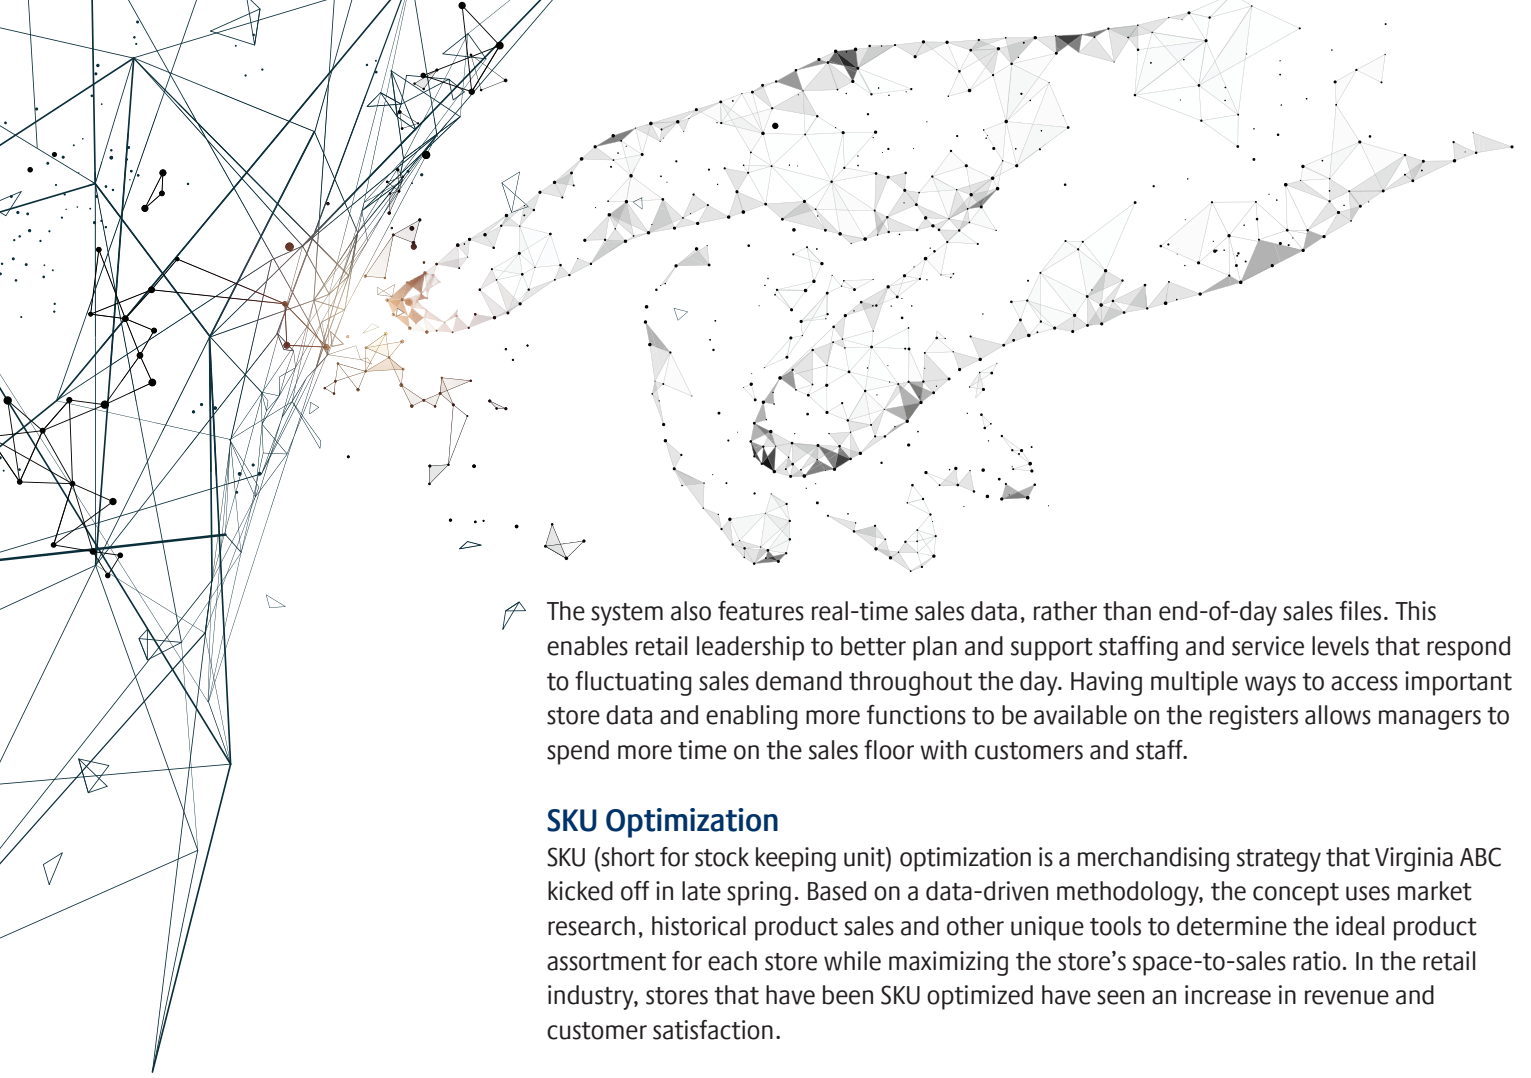 The system also features real-time sales data, rather than end-of-day sales files. This
enables retail leadership to better plan and support staffing and service levels that respond
to fluctuating sales demand throughout the day. Having multiple ways to access important
store data and enabling more functions to be available on the registers allows managers to
spend more time on the sales floor with customers and staff.
SKU Optimization
SKU (short for stock keeping unit) optimization is a merchandising strategy that Virginia ABC
kicked off in late spring. Based on a data-driven methodology, the concept uses market
research, historical product sales and other unique tools to determine the ideal product
assortment for each store while maximizing the store’s space-to-sales ratio. In the retail
industry, stores that have been SKU optimized have seen an increase in revenue and
customer satisfaction.